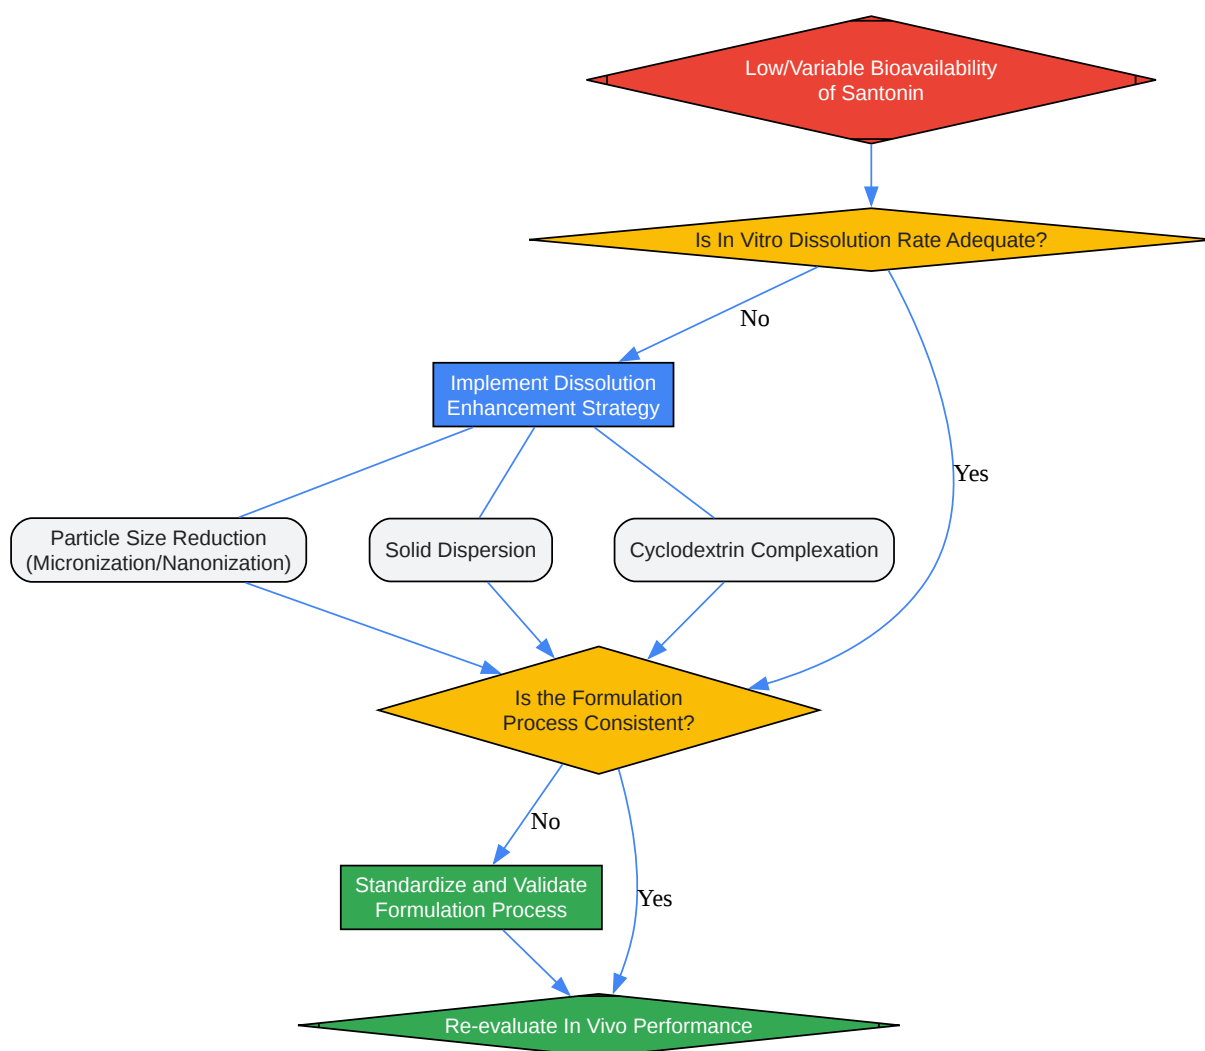 Low/Variable Bioavailability
of Santonin
Is In Vitro Dissolution Rate Adequate?
No
Implement Dissolution
Enhancement Strategy
Yes
Particle Size Reduction
(Micronization/Nanonization)
Solid Dispersion
Cyclodextrin Complexation
Is the Formulation
Process Consistent?
No
Standardize and Validate
Formulation Process
Yes
Re-evaluate In Vivo Performance